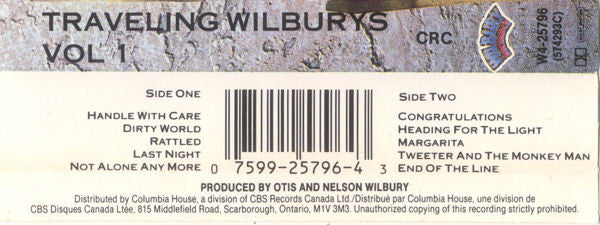 TRAVELING WILBURYS
VOL 1
CRC
W4-25796
(574293C)
SIDE ONE
HANDLE WITH CARE
DIRTY WORLD
RATTLED
LAST NIGHT
NOT ALONE ANY MORE
0 7599-25796-4 3
SIDE TWO
CONGRATULATIONS
HEADING FOR THE LIGHT
MARGARITA
TWEETER AND THE MONKEY MAN
END OF THE LINE
PRODUCED BY OTIS AND NELSON WILBURY
Distributed by Columbia House, a division of CBS Records Canada Ltd./Distribué par Columbia House, une division de
CBS Disques Canada Ltée, 815 Middlefield Road, Scarborough, Ontario, M1V 3M3. Unauthorized copying of this recording strictly prohibited.